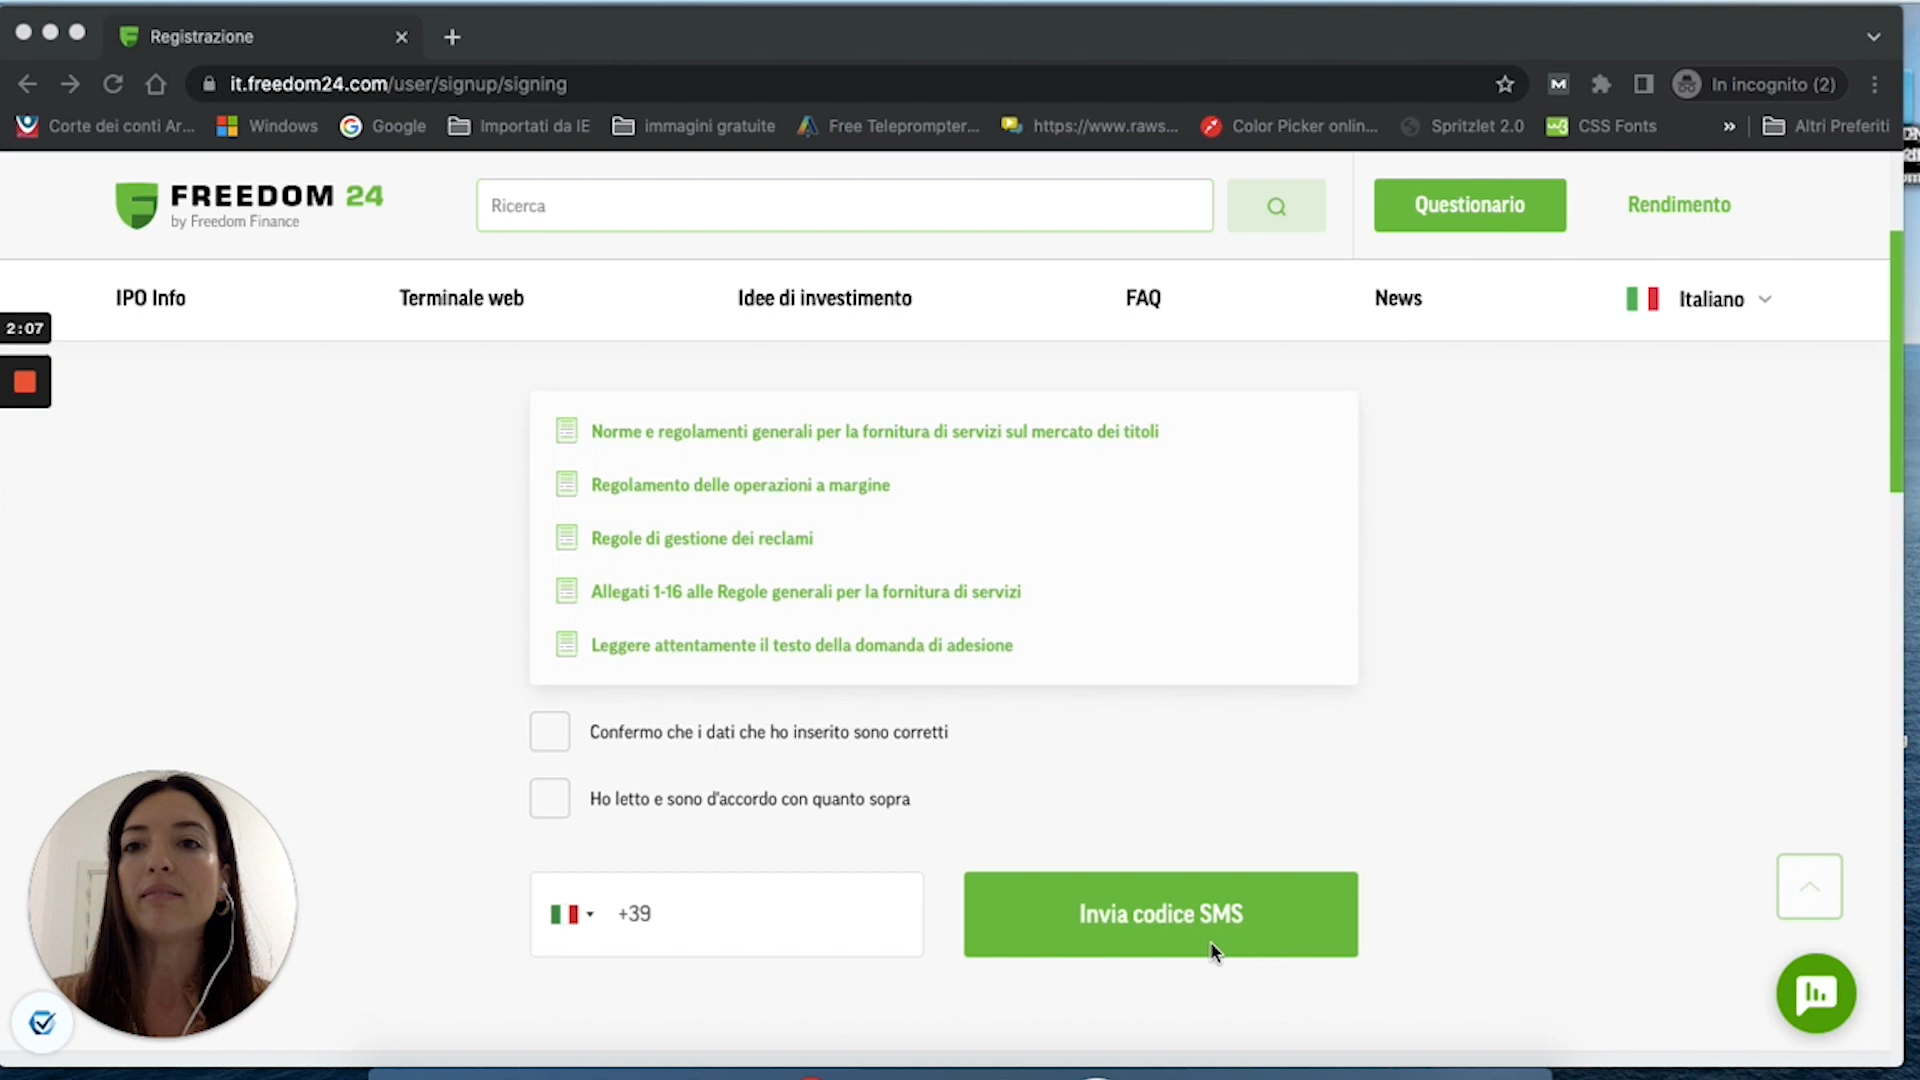 Registrazione
it.freedom24.com/user/signup/signing
In incognito (2)
Corte dei conti Ar...
Windows
Google
Importati da IE
immagini gratuite
Free Teleprompter...
https://www.raws...
Color Picker onlin...
Spritzlet 2.0
CSS Fonts
»
Altri Preferiti
FREEDOM 24
by Freedom Finance
Ricerca
Questionario
Rendimento
IPO Info
Terminale web
Idee di investimento
FAQ
News
Italiano
2:07
Norme e regolamenti generali per la fornitura di servizi sul mercato dei titoli
Regolamento delle operazioni a margine
Regole di gestione dei reclami
Allegati 1-16 alle Regole generali per la fornitura di servizi
Leggere attentamente il testo della domanda di adesione
Confermo che i dati che ho inserito sono corretti
Ho letto e sono d'accordo con quanto sopra
+39
Invia codice SMS